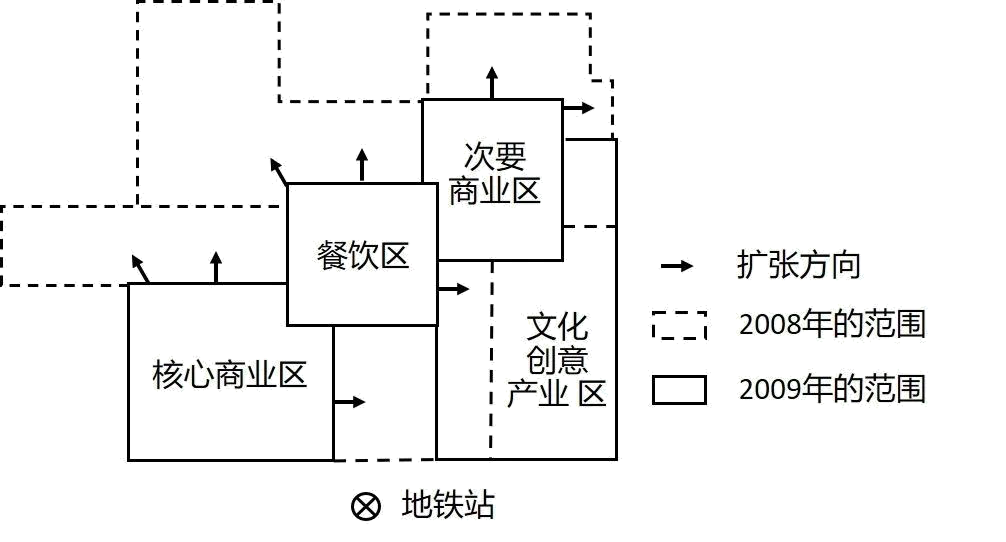 次要
商业区
餐饮区
核心商业区
文化
创意
产业 区
扩张方向
2008年的范围
2009年的范围
地铁站